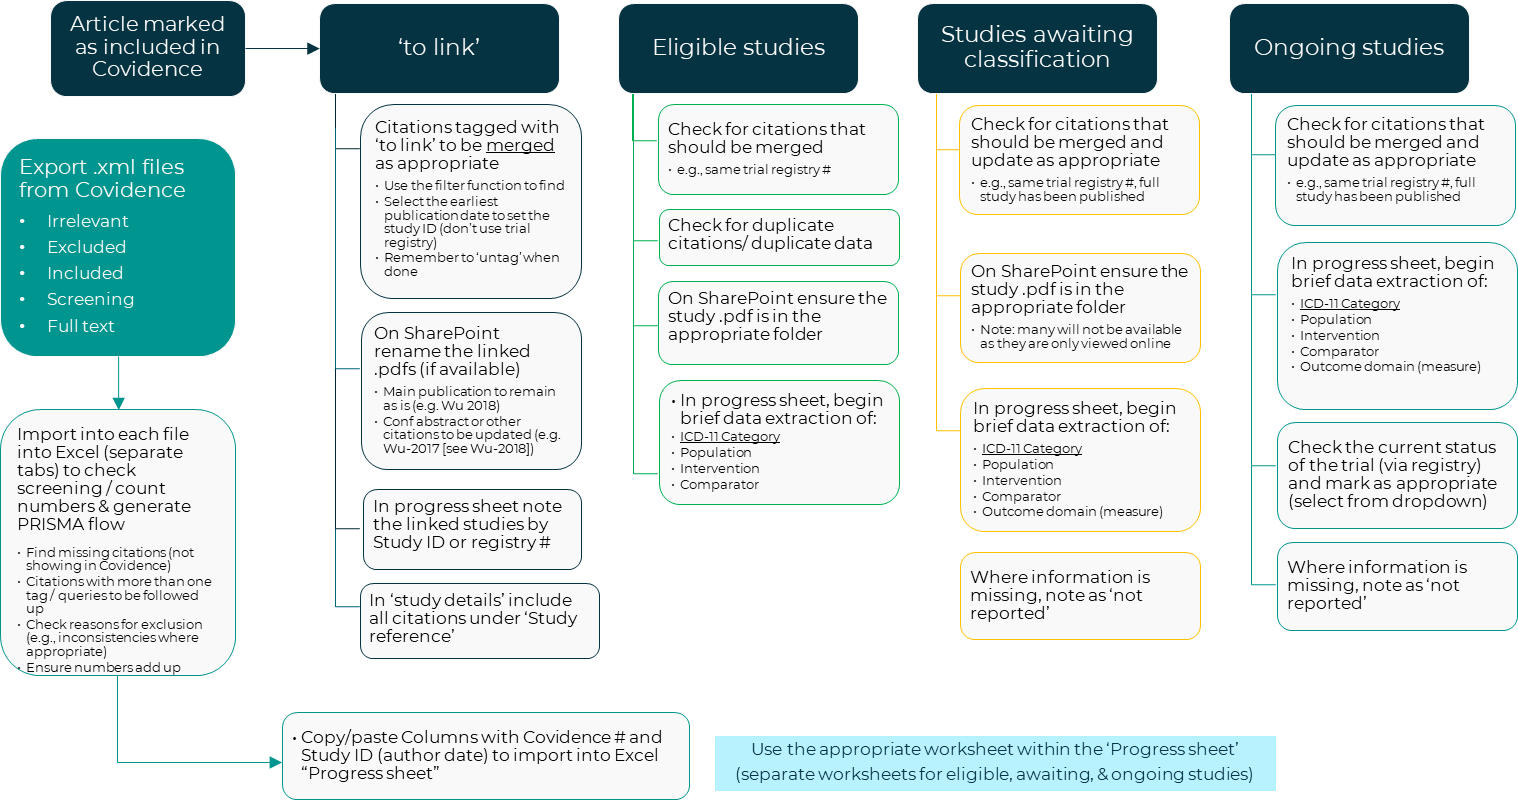 Article marked
as included in
Covidence
‘to link’
Eligible studies
Studies awaiting
classification
Ongoing studies
Export .xml files
from Covidence
• Irrelevant
• Excluded
• Included
• Screening
• Full text
Import into each file
into Excel (separate
tabs) to check
screening / count
numbers & generate
PRISMA flow
• Find missing citations (not
showing in Covidence)
• Citations with more than one
tag / queries to be followed
up
• Check reasons for exclusion
(e.g., inconsistencies where
appropriate)
• Ensure numbers add up
Citations tagged with
‘to link’ to be merged
as appropriate
• Use the filter function to find
• Select the earliest
publication date to set the
study ID (don’t use trial
registry)
• Remember to ‘untag’ when
done
On SharePoint
rename the linked
.pdfs (if available)
• Main publication to remain
as is (e.g. Wu 2018)
• Conf abstract or other
citations to be updated (e.g.
Wu-2017 [see Wu-2018])
In progress sheet note
the linked studies by
Study ID or registry #
In ‘study details’ include
all citations under ‘Study
reference’
Check for citations that
should be merged
• e.g., same trial registry #
Check for duplicate
citations/ duplicate data
On SharePoint ensure the
study .pdf is in the
appropriate folder
• In progress sheet, begin
brief data extraction of:
• ICD-11 Category
• Population
• Intervention
• Comparator
Check for citations that
should be merged and
update as appropriate
• e.g., same trial registry #, full
study has been published
On SharePoint ensure the
study .pdf is in the
appropriate folder
• Note: many will not be available
as they are only viewed online
In progress sheet, begin
brief data extraction of:
• ICD-11 Category
• Population
• Intervention
• Comparator
• Outcome domain (measure)
Where information is
missing, note as ‘not
reported’
Check for citations that
should be merged and
update as appropriate
• e.g., same trial registry #, full
study has been published
In progress sheet, begin
brief data extraction of:
• ICD-11 Category
• Population
• Intervention
• Comparator
• Outcome domain (measure)
Check the current status
of the trial (via registry)
and mark as appropriate
(select from dropdown)
Where information is
missing, note as ‘not
reported’
• Copy/paste Columns with Covidence # and
Study ID (author date) to import into Excel
“Progress sheet”
Use the appropriate worksheet within the ‘Progress sheet’
(separate worksheets for eligible, awaiting, & ongoing studies)